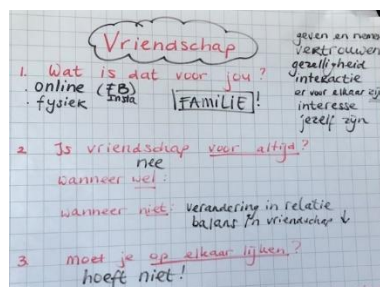 Vriendschap
1. Wat is dat voor jou?
. online (FB)
Insta
. fysiek
FAMILIE!
geven en
vertrouwen
gezelligheid
interactie
er voor elkaar zijn
interesse
jezelf zijn
2. Is vriendschap voor altijd?
nee
wanneer wel:
wanneer niet: verandering in relatie
balans in vriendschap ↓
3. moet je op elkaar lijken?
hoeft niet!